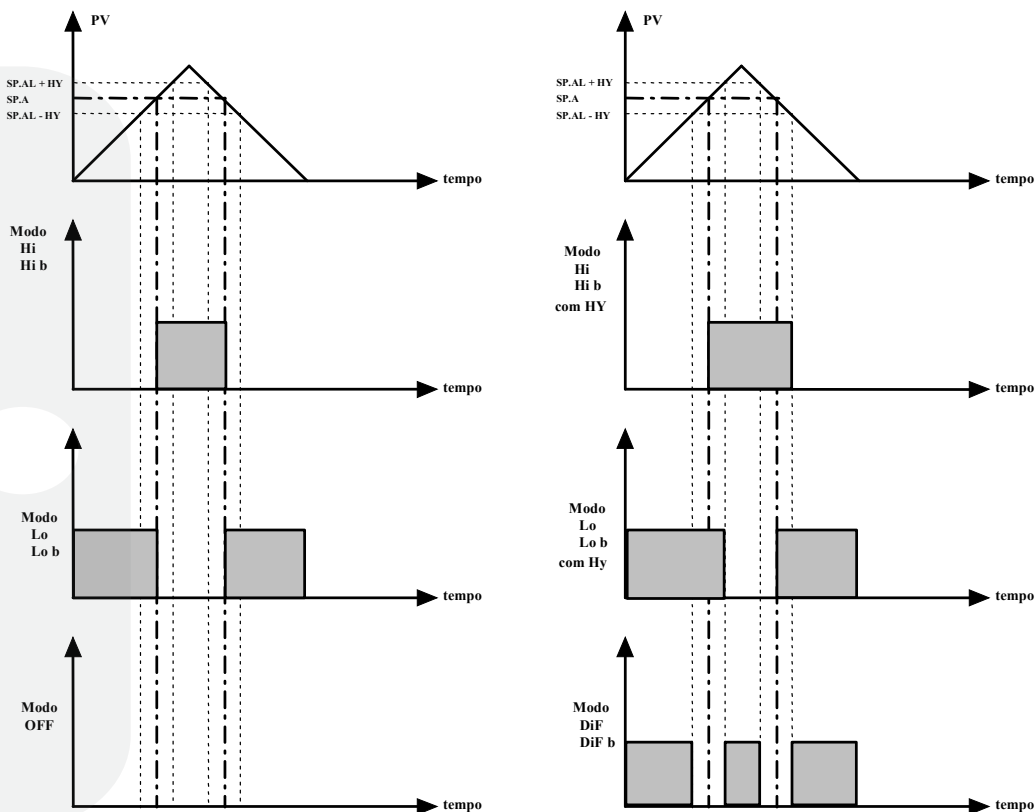 PV
SP.AL + HY
SP.A
SP.AL - HY
tempo
Modo
Hi
Hi b
tempo
Modo
Lo
Lo b
tempo
Modo
OFF
PV
SP.AL + HY
SP.A
SP.AL - HY
tempo
Modo
Hi
Hi b
com HY
tempo
Modo
Lo
Lo b
com Hy
tempo
Modo
DiF
DiF b